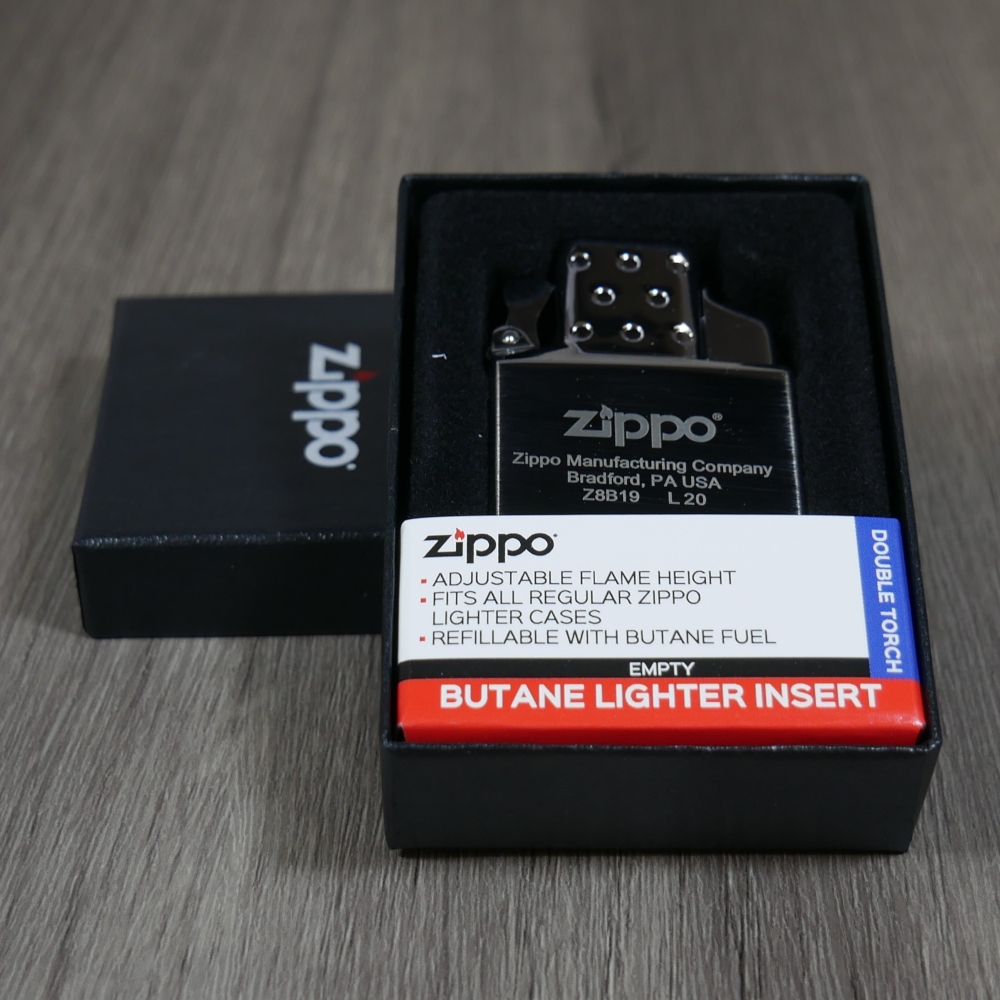 zippo
zippo®
Zippo Manufacturing Company
Bradford, PA USA
Z8B19 L 20
zippo
▪ ADJUSTABLE FLAME HEIGHT
▪ FITS ALL REGULAR ZIPPO
LIGHTER CASES
▪ REFILLABLE WITH BUTANE FUEL
DOUBLE TORCH
EMPTY
BUTANE LIGHTER INSERT